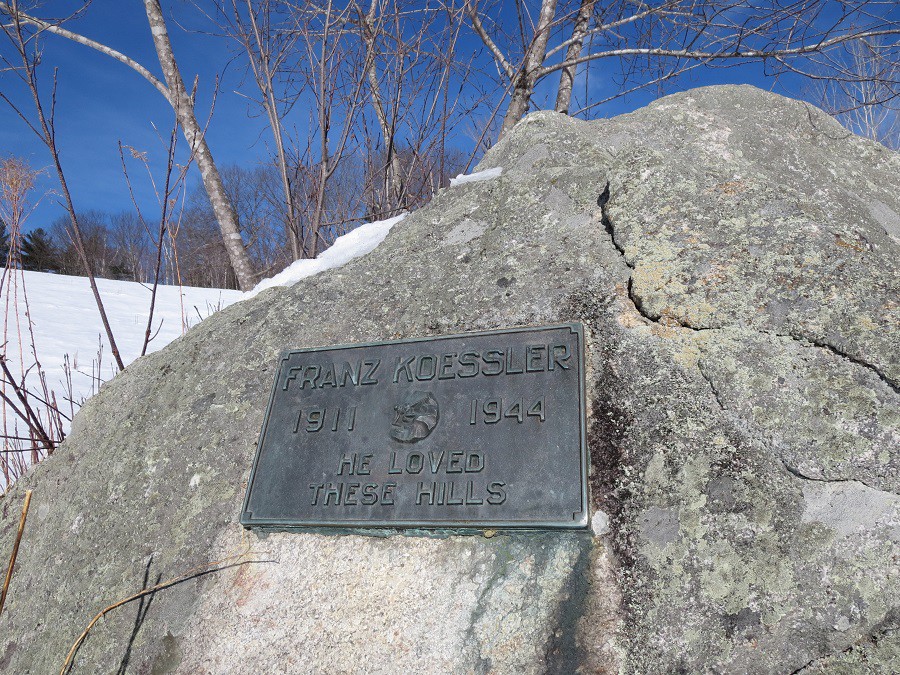 FRANZ KOESSLER
1911 1944
HE LOVED
THESE HILLS